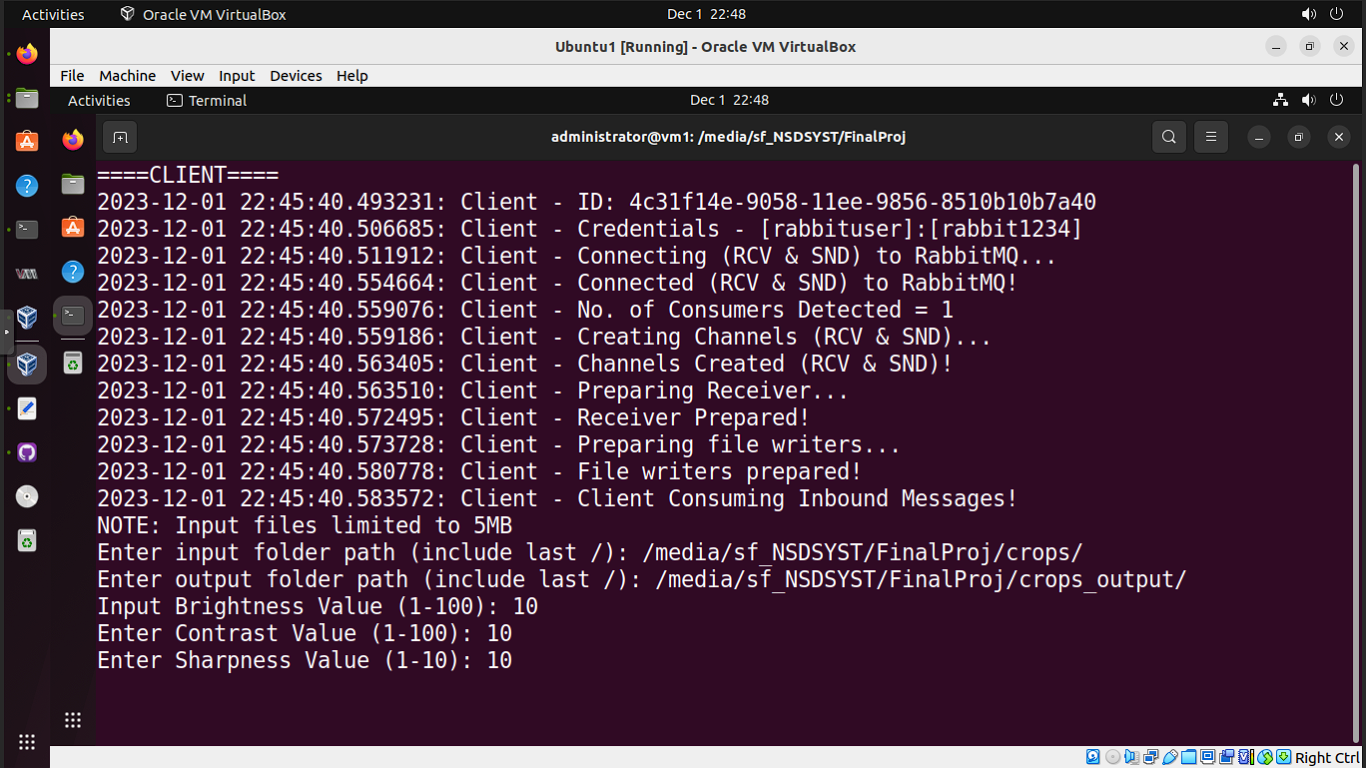 Activities Oracle VM VirtualBox Dec 1 22:48
Ubuntu1 [Running] - Oracle VM VirtualBox
File Machine View Input Devices Help
Activities Terminal Dec 1 22:48
administrator@vm1: /media/sf_NSDSYST/FinalProj
====CLIENT====
2023-12-01 22:45:40.493231: Client - ID: 4c31f14e-9058-11ee-9856-8510b10b7a40
2023-12-01 22:45:40.506685: Client - Credentials - [rabbituser]:[rabbit1234]
2023-12-01 22:45:40.511912: Client - Connecting (RCV & SND) to RabbitMQ...
2023-12-01 22:45:40.554664: Client - Connected (RCV & SND) to RabbitMQ!
2023-12-01 22:45:40.559076: Client - No. of Consumers Detected = 1
2023-12-01 22:45:40.559186: Client - Creating Channels (RCV & SND)...
2023-12-01 22:45:40.563405: Client - Channels Created (RCV & SND)!
2023-12-01 22:45:40.563510: Client - Preparing Receiver...
2023-12-01 22:45:40.572495: Client - Receiver Prepared!
2023-12-01 22:45:40.573728: Client - Preparing file writers...
2023-12-01 22:45:40.580778: Client - File writers prepared!
2023-12-01 22:45:40.583572: Client - Client Consuming Inbound Messages!
NOTE: Input files limited to 5MB
Enter input folder path (include last /): /media/sf_NSDSYST/FinalProj/crops/
Enter output folder path (include last /): /media/sf_NSDSYST/FinalProj/crops_output/
Input Brightness Value (1-100): 10
Enter Contrast Value (1-100): 10
Enter Sharpness Value (1-10): 10
Right Ctrl